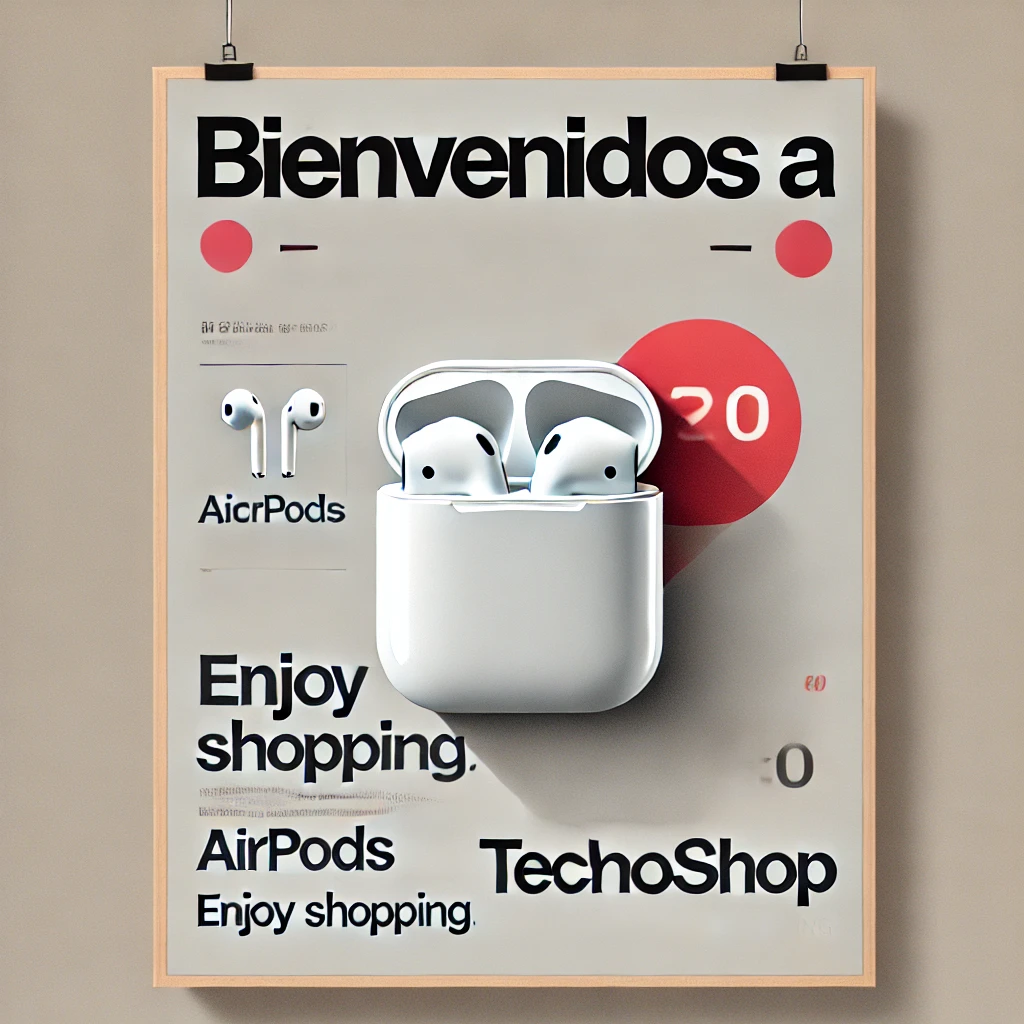 Bienvenidos a
20
AicrPods
Enjoy
shopping.
AirPods
Enjoy shopping.
TechoShop